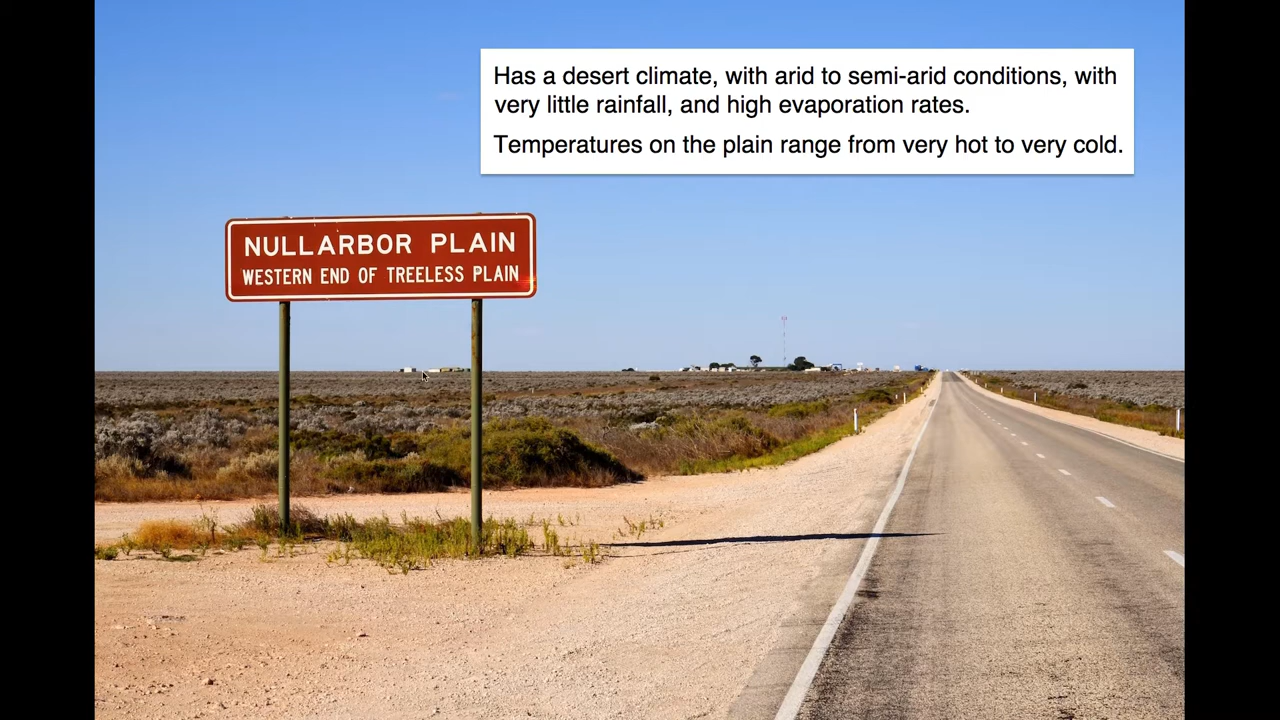 Has a desert climate, with arid to semi-arid conditions, with
very little rainfall, and high evaporation rates.
Temperatures on the plain range from very hot to very cold.
NULLARBOR PLAIN
WESTERN END OF TREELESS PLAIN